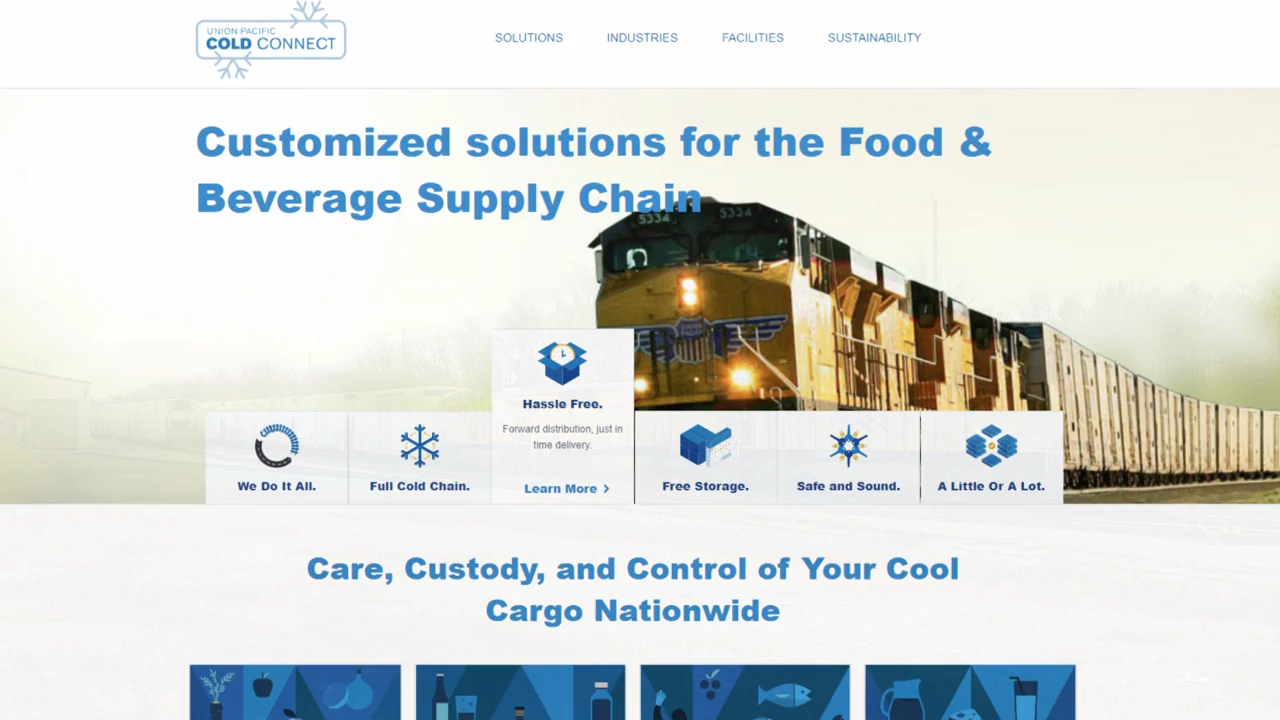 UNION PACIFIC
COLD CONNECT
SOLUTIONS
INDUSTRIES
FACILITIES
SUSTAINABILITY
Customized solutions for the Food &
Beverage Supply Chain
5334
5334
Hassle Free.
Forward distribution, just in
time delivery.
Learn More
We Do It All.
Full Cold Chain.
Free Storage.
Safe and Sound.
A Little Or A Lot.
Care, Custody, and Control of Your Cool
Cargo Nationwide